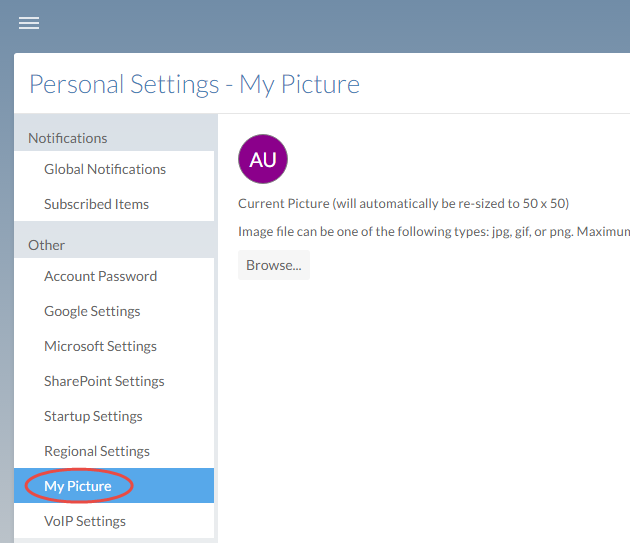 Personal Settings - My Picture
Notifications
Global Notifications
Subscribed Items
Other
Account Password
Google Settings
Microsoft Settings
SharePoint Settings
Startup Settings
Regional Settings
My Picture
VoIP Settings
AU
Current Picture (will automatically be re-sized to 50 x 50)
Image file can be one of the following types: jpg, gif, or png. Maximum
Browse...